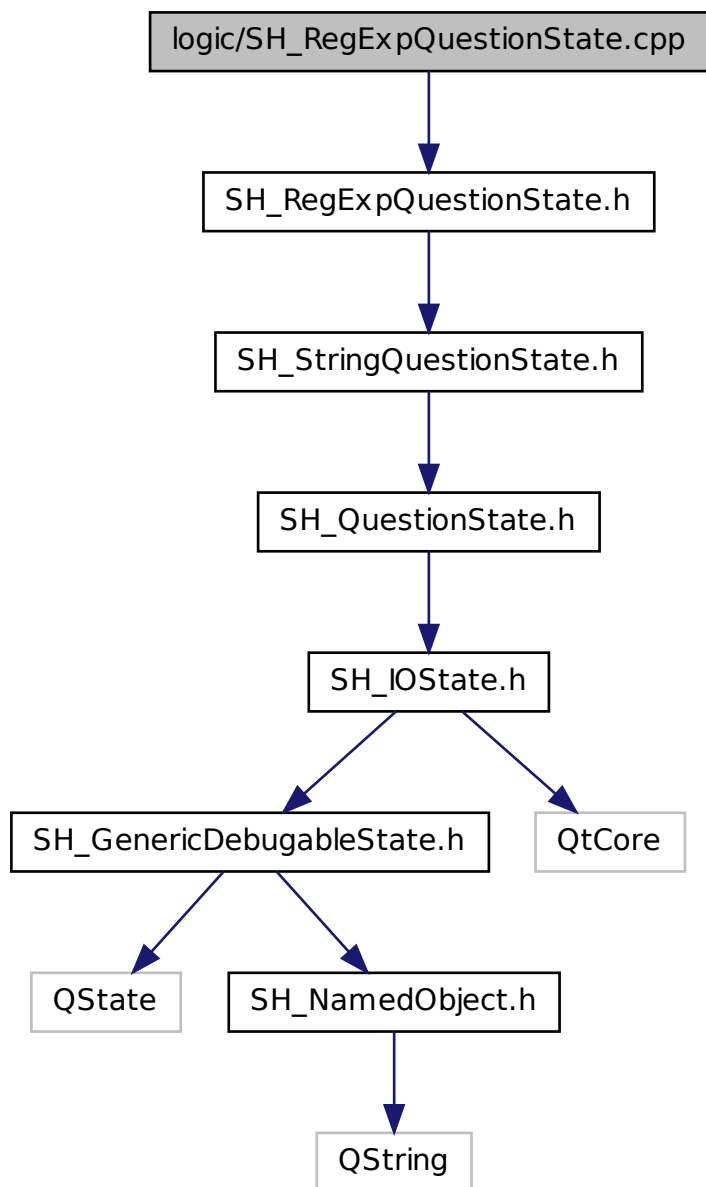 logic/SH_RegExpQuestionState.cpp
SH_RegExpQuestionState.h
SH_StringQuestionState.h
SH_QuestionState.h
SH_IOState.h
SH_GenericDebugableState.h
QtCore
QState
SH_NamedObject.h
QString